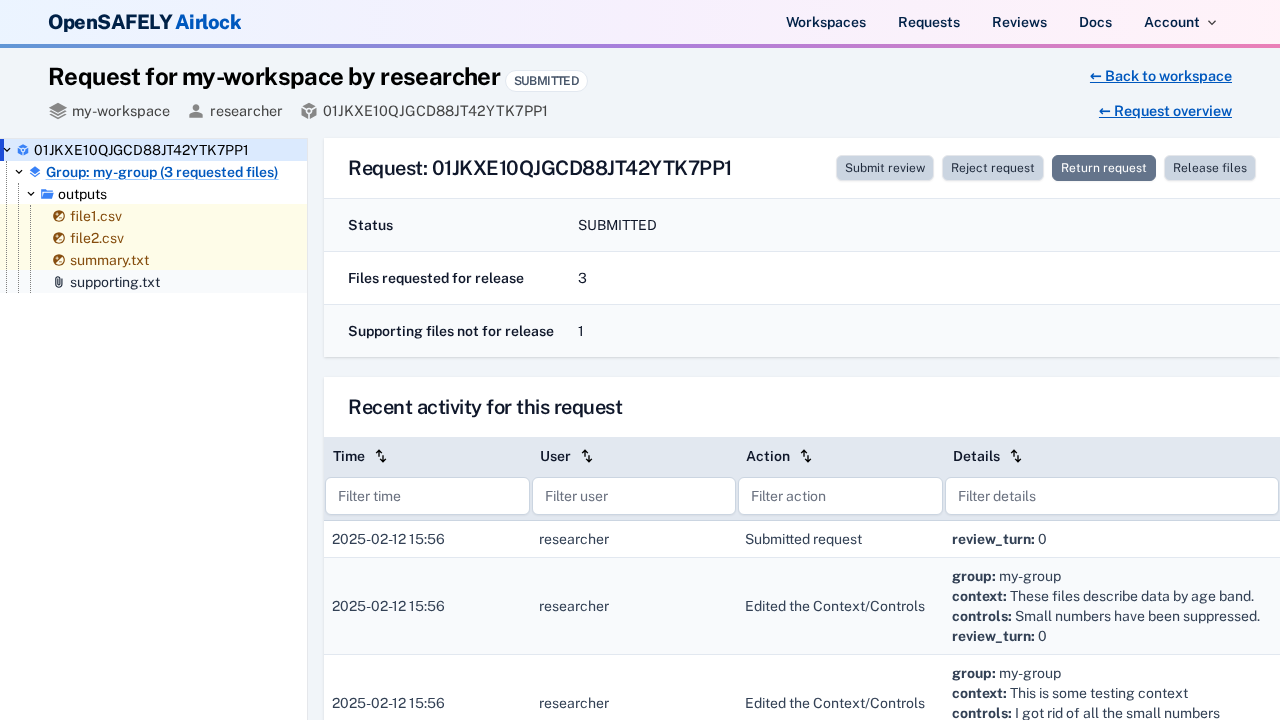 OpenSAFELY Airlock
Workspaces Requests Reviews Docs Account
Request for my-workspace by researcher SUBMITTED
← Back to workspace
my-workspace researcher 01JKXE10QJGCD88JT42YTK7PP1
← Request overview
01JKXE10QJGCD88JT42YTK7PP1
Group: my-group (3 requested files)
outputs
file1.csv
file2.csv
summary.txt
supporting.txt
Request: 01JKXE10QJGCD88JT42YTK7PP1
Submit review Reject request Return request Release files
Status SUBMITTED
Files requested for release 3
Supporting files not for release 1
Recent activity for this request
Time User Action Details
Filter time Filter user Filter action Filter details
2025-02-12 15:56 researcher Submitted request review_turn: 0
2025-02-12 15:56 researcher Edited the Context/Controls
group: my-group
context: These files describe data by age band.
controls: Small numbers have been suppressed.
review_turn: 0
2025-02-12 15:56 researcher Edited the Context/Controls
group: my-group
context: This is some testing context
controls: I got rid of all the small numbers